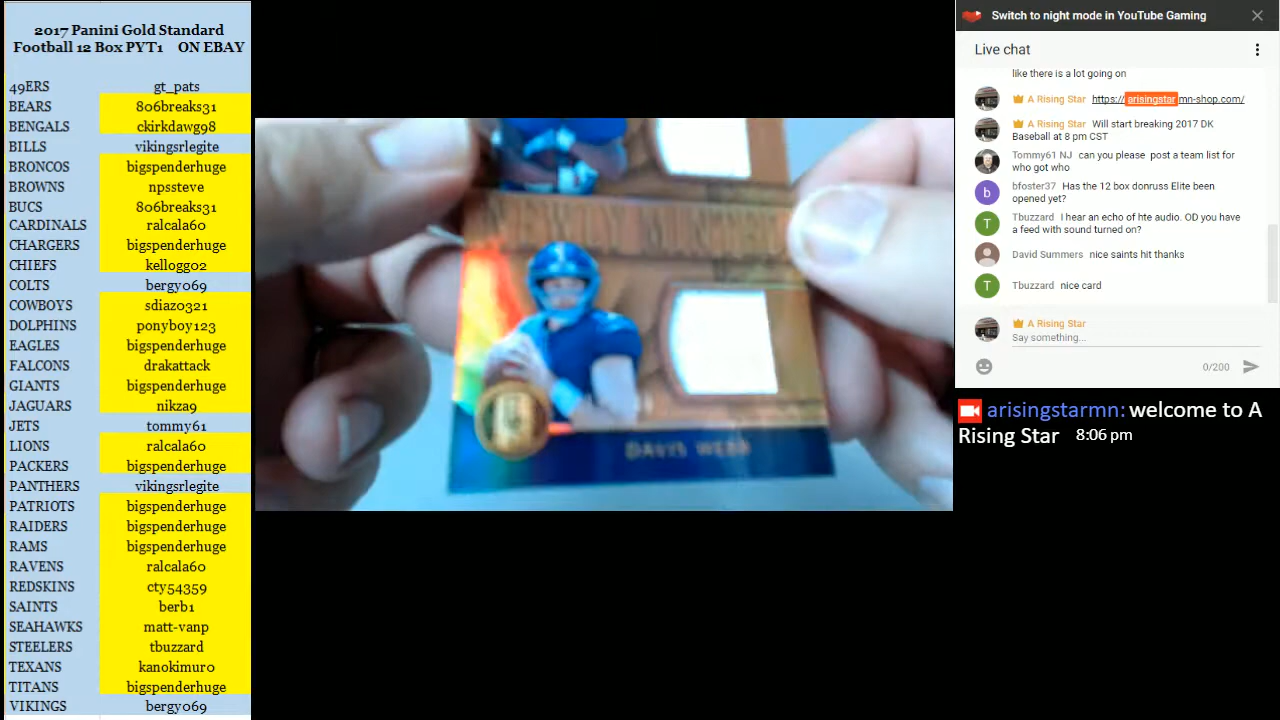 2017 Panini Gold Standard
Football 12 Box PYT1 ON EBAY
49ERS gt_pats
BEARS 806breaks31
BENGALS ckirkdawg98
BILLS vikingsrlegite
BRONCOS bigspenderhuge
BROWNS npssteve
BUCS 806breaks31
CARDINALS ralcala60
CHARGERS bigspenderhuge
CHIEFS kellogg02
COLTS bergy069
COWBOYS sdiaz0321
DOLPHINS ponyboy123
EAGLES bigspenderhuge
FALCONS drakattack
GIANTS bigspenderhuge
JAGUARS nikza9
JETS tommy61
LIONS ralcala60
PACKERS bigspenderhuge
PANTHERS vikingsrlegite
PATRIOTS bigspenderhuge
RAIDERS bigspenderhuge
RAMS bigspenderhuge
RAVENS ralcala60
REDSKINS cty54359
SAINTS berb1
SEAHAWKS matt-vanp
STEELERS tbuzzard
TEXANS kanokimuro
TITANS bigspenderhuge
VIKINGS bergy069
NEWLY MINTED
DAVIS WEBB
Switch to night mode in YouTube Gaming
Live chat
like there is a lot going on
A Rising Star https://arisingstarmn-shop.com/
A Rising Star Will start breaking 2017 DK
Baseball at 8 pm CST
Tommy61 NJ can you please post a team list for
who got who
b bfoster37 Has the 12 box donruss Elite been
opened yet?
T Tbuzzard I hear an echo of hte audio. OD you have
a feed with sound turned on?
David Summers nice saints hit thanks
T Tbuzzard nice card
A Rising Star
Say something...
0/200
arisingstarmn: welcome to A
Rising Star 8:06 pm